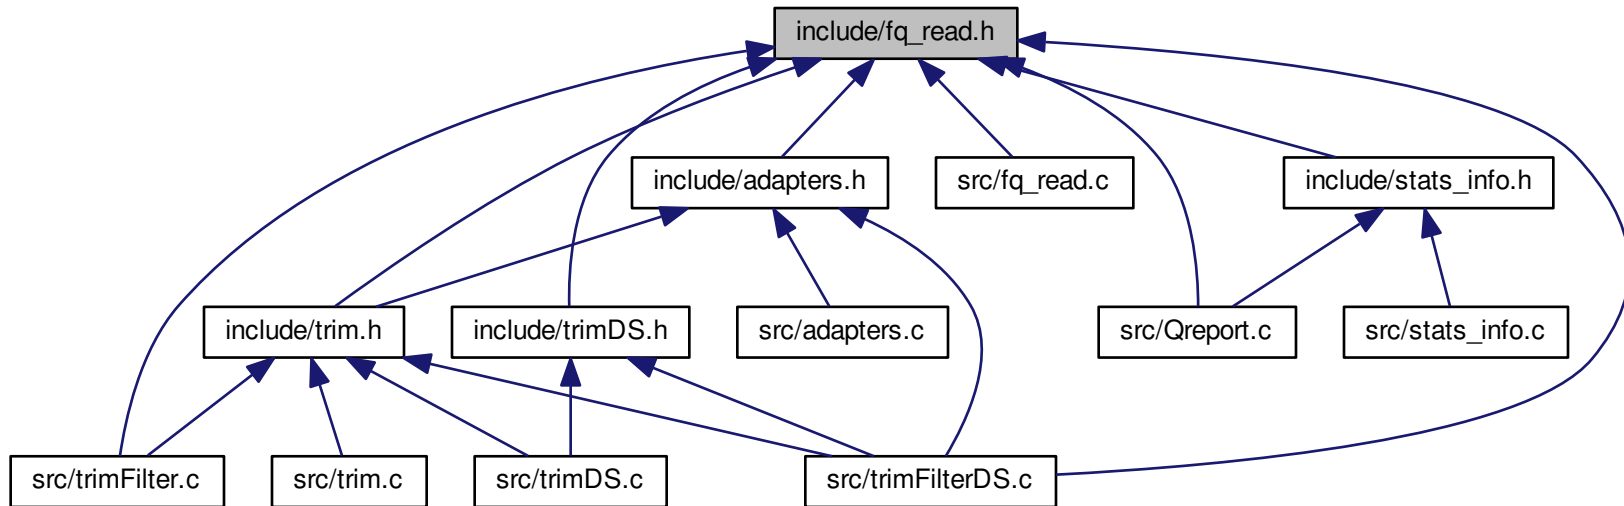 include/fq_read.h
include/adapters.h
src/fq_read.c
include/stats_info.h
include/trim.h
include/trimDS.h
src/adapters.c
src/Qreport.c
src/stats_info.c
src/trimFilter.c
src/trim.c
src/trimDS.c
src/trimFilterDS.c